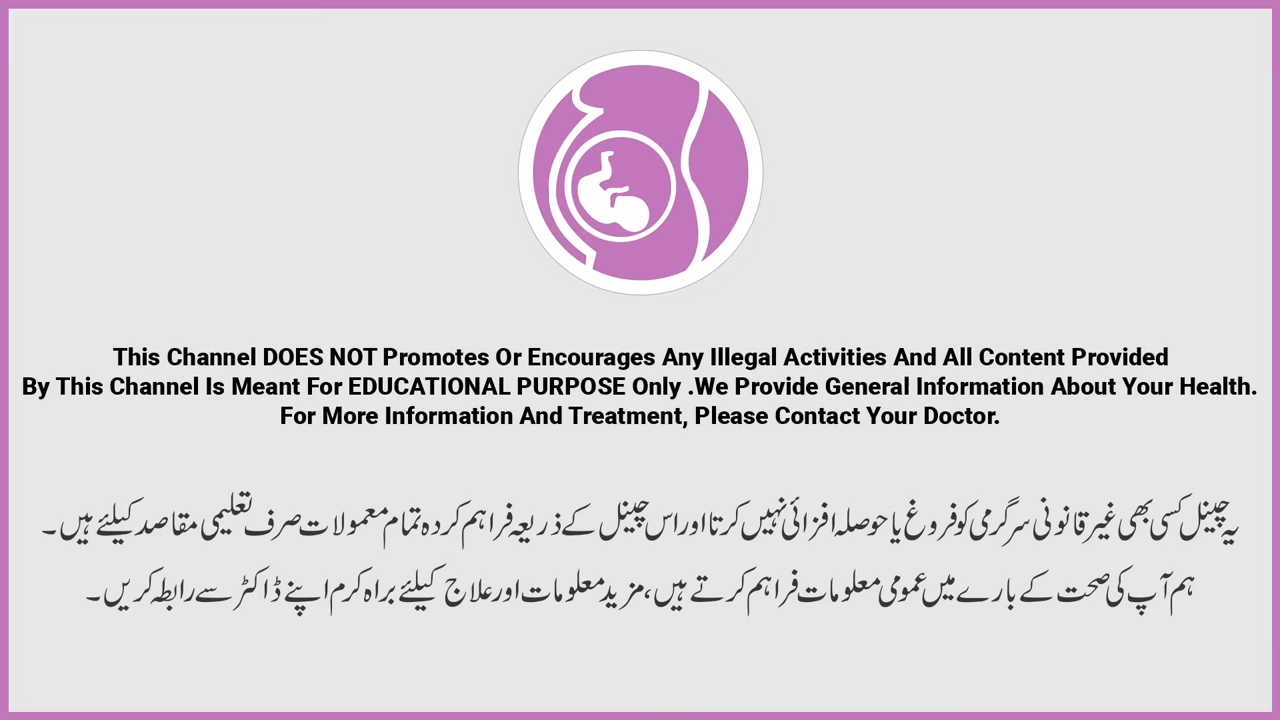 This Channel DOES NOT Promotes Or Encourages Any Illegal Activities And All Content Provided
By This Channel Is Meant For EDUCATIONAL PURPOSE Only .We Provide General Information About Your Health.
For More Information And Treatment, Please Contact Your Doctor.
یہ چینل کسی بھی غیر قانونی سرگرمی کو فروغ یا حوصلہ افزائی نہیں کرتا اور اس چینل کے ذریعہ فراہم کردہ تمام معمولات صرف تعلیمی مقاصد کیلئے ہیں۔
ہم آپ کی صحت کے بارے میں عمومی معلومات فراہم کرتے ہیں، مزید معلومات اور علاج کیلئے براہ کرم اپنے ڈاکٹر سے رابطہ کریں۔